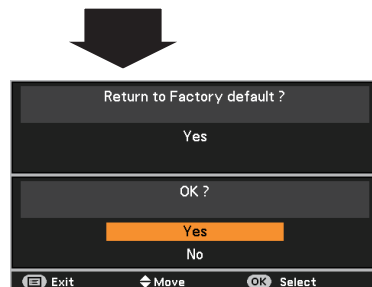 Return to Factory default ?
Yes
OK ?
Yes
No
Exit Move OK Select